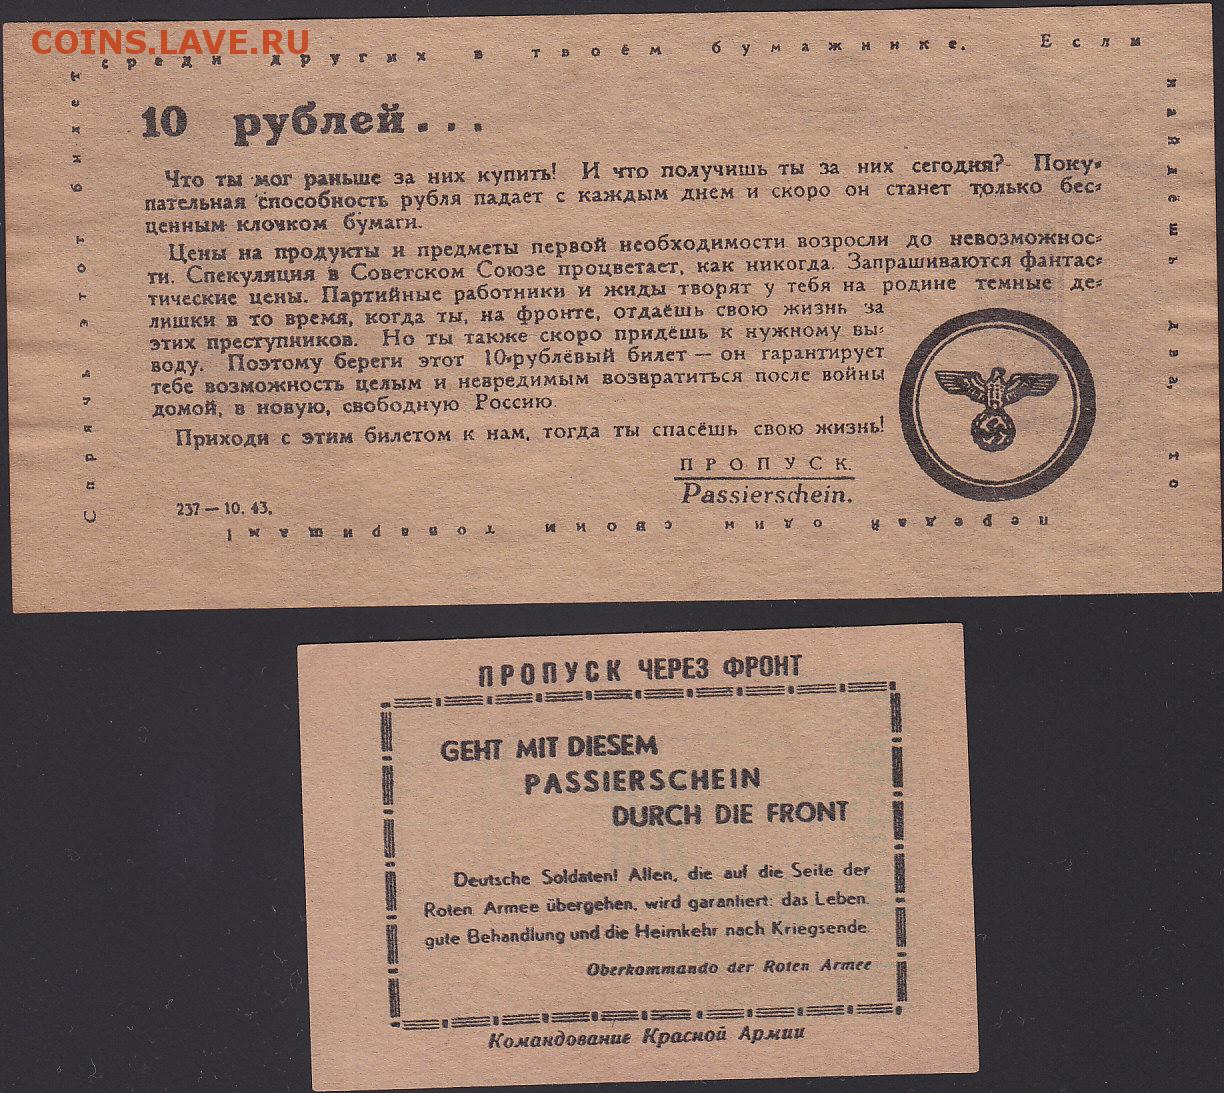 COINS.LAVE.RU
Спрячь этот билет
среди других в твоём бумажнике. Если
найдёшь два, то
передай один своим товарищам!
10 рублей...
Что ты мог раньше за них купить! И что получишь ты за них сегодня? Поку-
пательная способность рубля падает с каждым днем и скоро он станет только бес-
ценным клочком бумаги.
Цены на продукты и предметы первой необходимости возросли до невозможнос-
ти. Спекуляция в Советском Союзе процветает, как никогда. Запрашиваются фантас-
тические цены. Партийные работники и жиды творят у тебя на родине темные де-
лишки в то время, когда ты, на фронте, отдаёшь свою жизнь за
этих преступников. Но ты также скоро придёшь к нужному вы-
воду. Поэтому береги этот 10-рублёвый билет — он гарантирует
тебе возможность целым и невредимым возвратиться после войны
домой, в новую, свободную Россию.
Приходи с этим билетом к нам, тогда ты спасёшь свою жизнь!
ПРОПУСК.
Passierschein.
237 — 10. 43.
ПРОПУСК ЧЕРЕЗ ФРОНТ
GEHT MIT DIESEM
PASSIERSCHEIN
DURCH DIE FRONT
Deutsche Soldaten! Allen, die auf die Seite der
Roten Armee übergehen, wird garantiert: das Leben,
gute Behandlung und die Heimkehr nach Kriegsende.
Oberkommando der Roten Armee
Командование Красной Армии